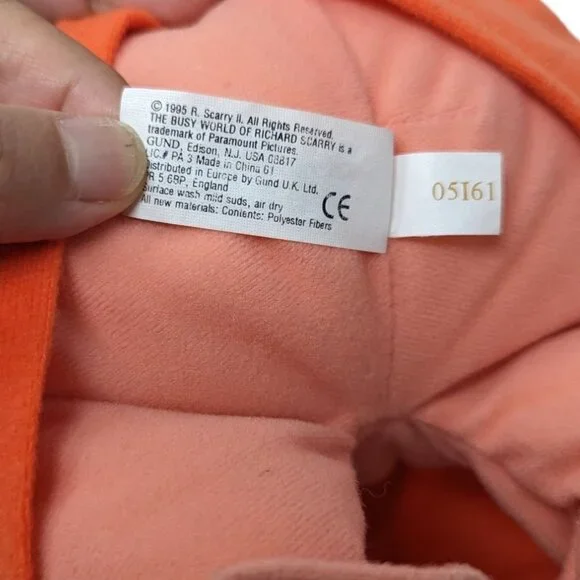 © 1995 R. Scarry II. All Rights Reserved.
THE BUSY WORLD OF RICHARD SCARRY is a
trademark of Paramount Pictures.
GUND, Edison, N.J. USA 08817
LIC.# PA 3 Made in China 61
Distributed in Europe by Gund U.K. Ltd.
PR 5 6BP, England
Surface wash mild suds, air dry
All new materials: Contents: Polyester Fibers
CE
05I61